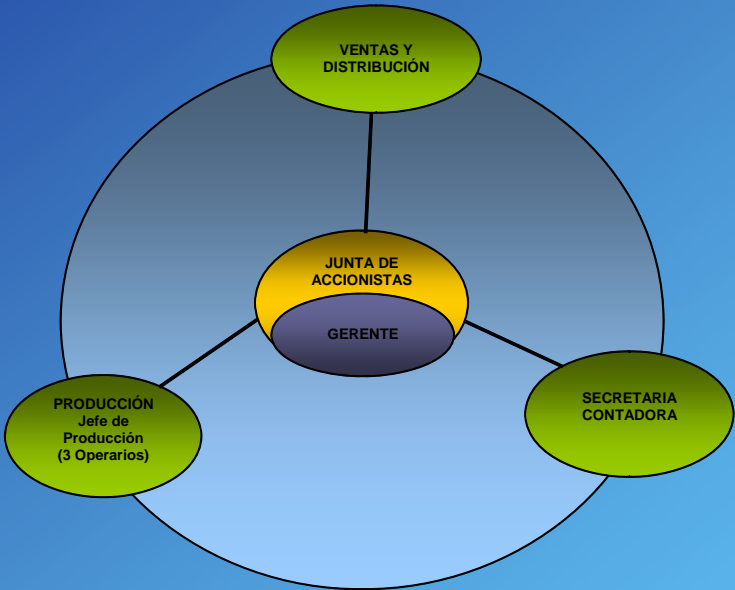 VENTAS Y
DISTRIBUCIÓN
JUNTA DE
ACCIONISTAS
GERENTE
PRODUCCIÓN
Jefe de
Producción
(3 Operarios)
SECRETARIA
CONTADORA